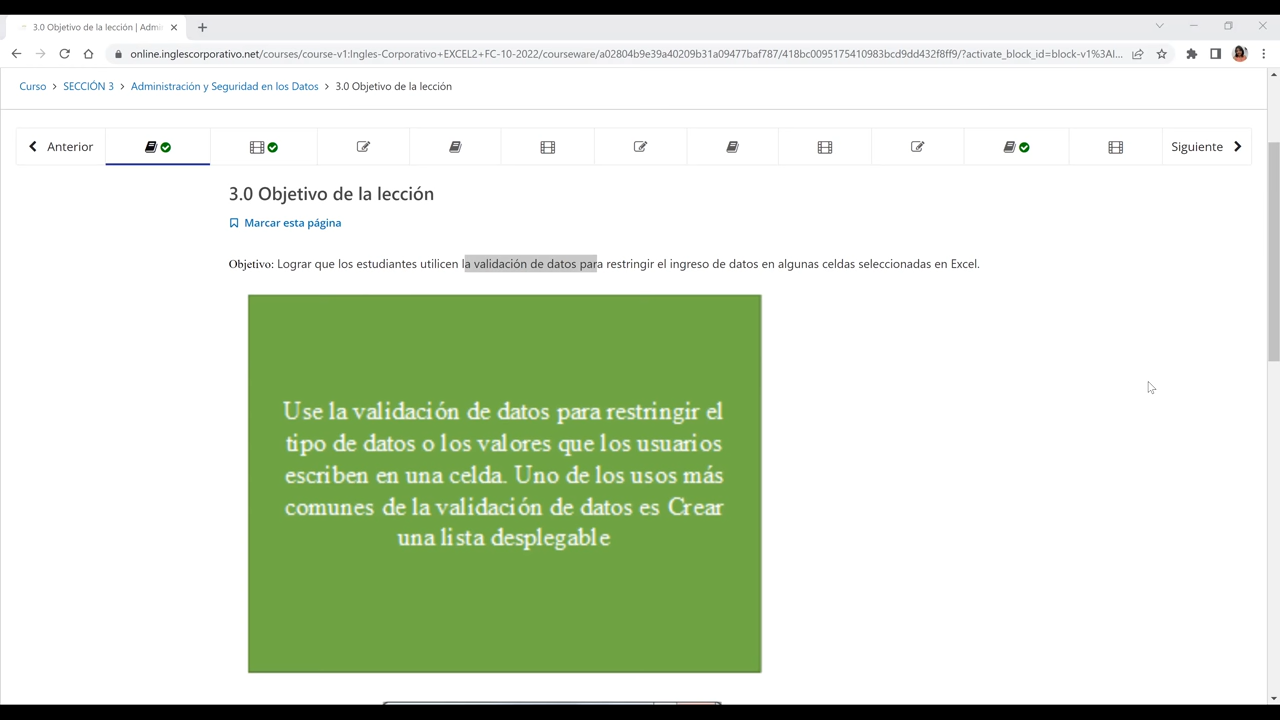 3.0 Objetivo de la lección | Admi
online.inglescorporativo.net/courses/course-v1:Ingles-Corporativo+EXCEL2+FC-10-2022/courseware/a02804b9e39a40209b31a09477baf787/418bc0095175410983bcd9dd432f8ff9/?activate_block_id=block-v1%3AI...
Curso > SECCIÓN 3 > Administración y Seguridad en los Datos > 3.0 Objetivo de la lección
Anterior
Siguiente
3.0 Objetivo de la lección
Marcar esta página
Objetivo: Lograr que los estudiantes utilicen la validación de datos para restringir el ingreso de datos en algunas celdas seleccionadas en Excel.
Use la validación de datos para restringir el
tipo de datos o los valores que los usuarios
escriben en una celda. Uno de los usos más
comunes de la validación de datos es Crear
una lista desplegable